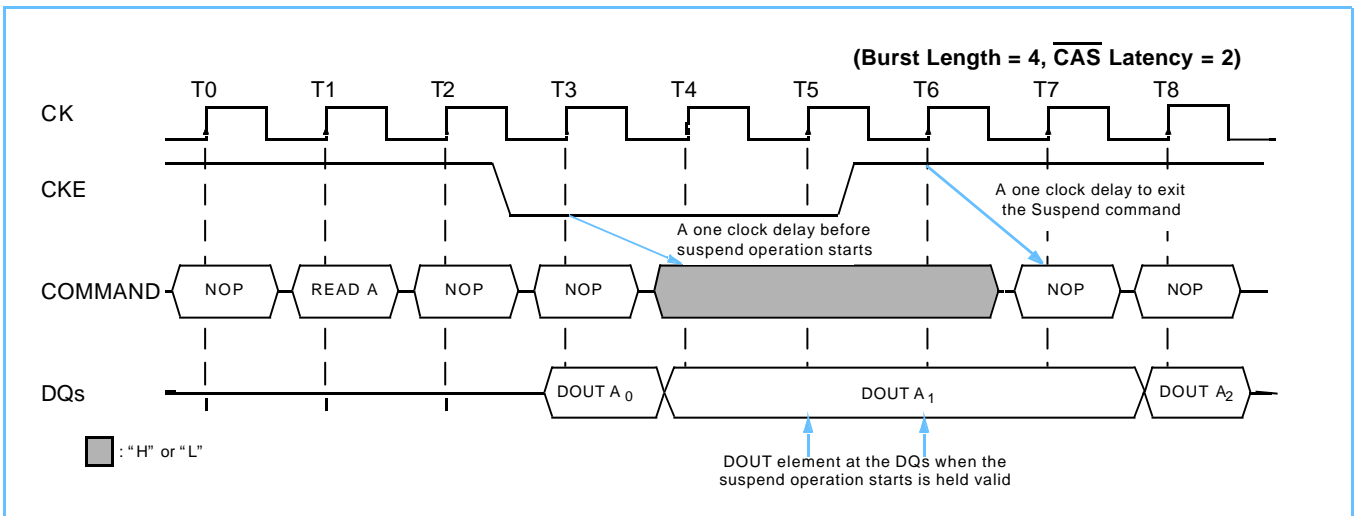 (Burst Length = 4, CAS Latency = 2)
T0 T1 T2 T3 T4 T5 T6 T7 T8
CK
CKE
A one clock delay to exit
the Suspend command
A one clock delay before
suspend operation starts
COMMAND NOP READ A NOP NOP NOP NOP
DQs DOUT A0 DOUT A1 DOUT A2
: "H" or "L"
DOUT element at the DQs when the
suspend operation starts is held valid